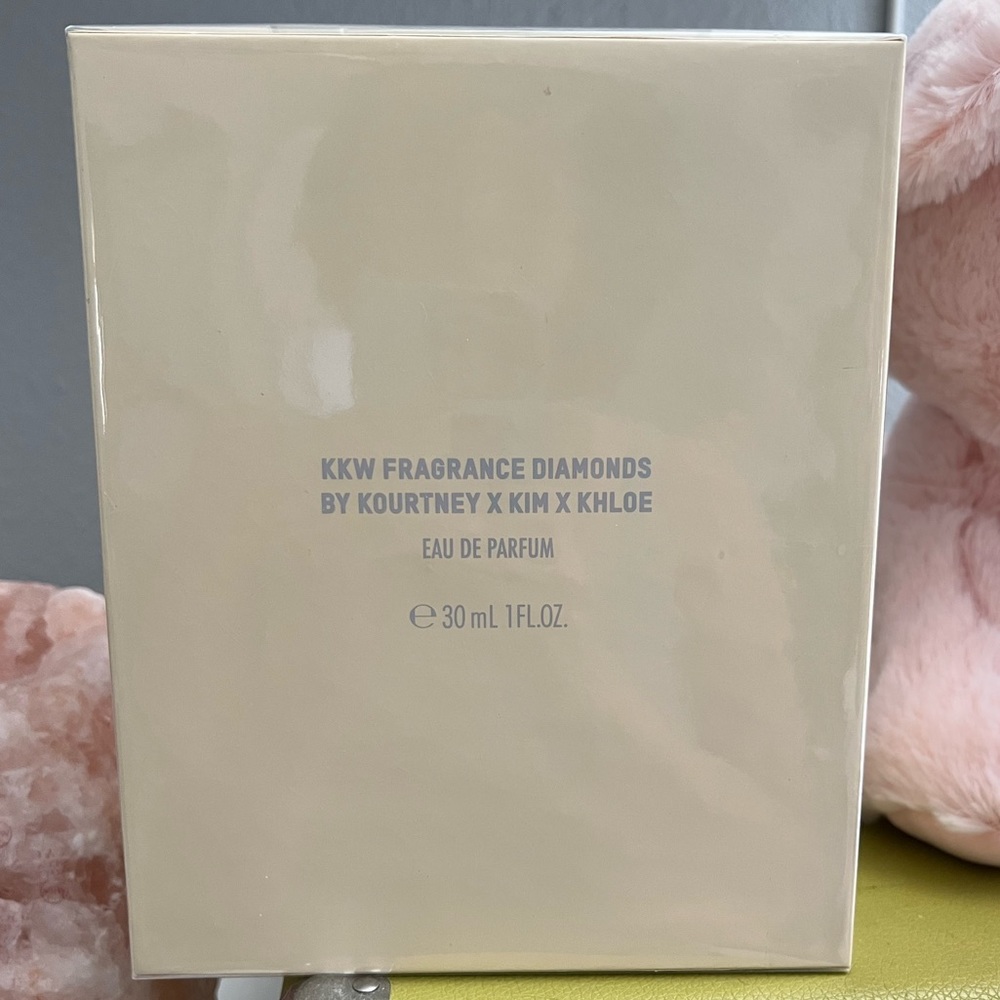 KKW FRAGRANCE DIAMONDS
BY KOURTNEY X KIM X KHLOE
EAU DE PARFUM
℮ 30 mL 1FL.OZ.